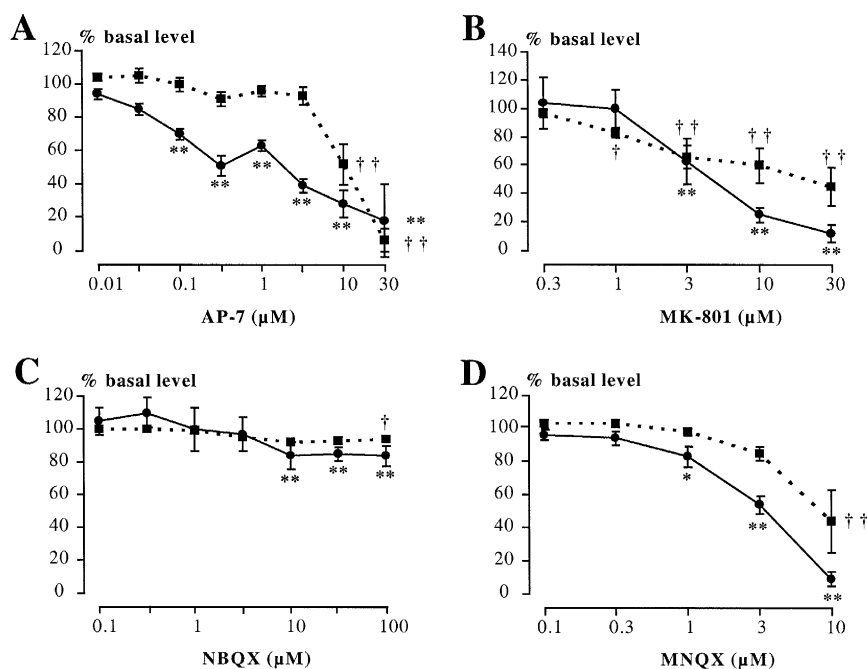 A
% basal level
120
100
80
60
40
20
0
** ** ** ** ** **
† †
† †
0.01 0.1 1 10 30
AP-7 (µM)
B
% basal level
140
120
100
80
60
40
20
0
† † † † † † †
** ** **
0.3 1 3 10 30
MK-801 (µM)
C
% basal level
120
100
80
60
40
20
0
†
** ** **
0.1 1 10 100
NBQX (µM)
D
% basal level
120
100
80
60
40
20
0
* ** **
† †
0.1 0.3 1 3 10
MNQX (µM)